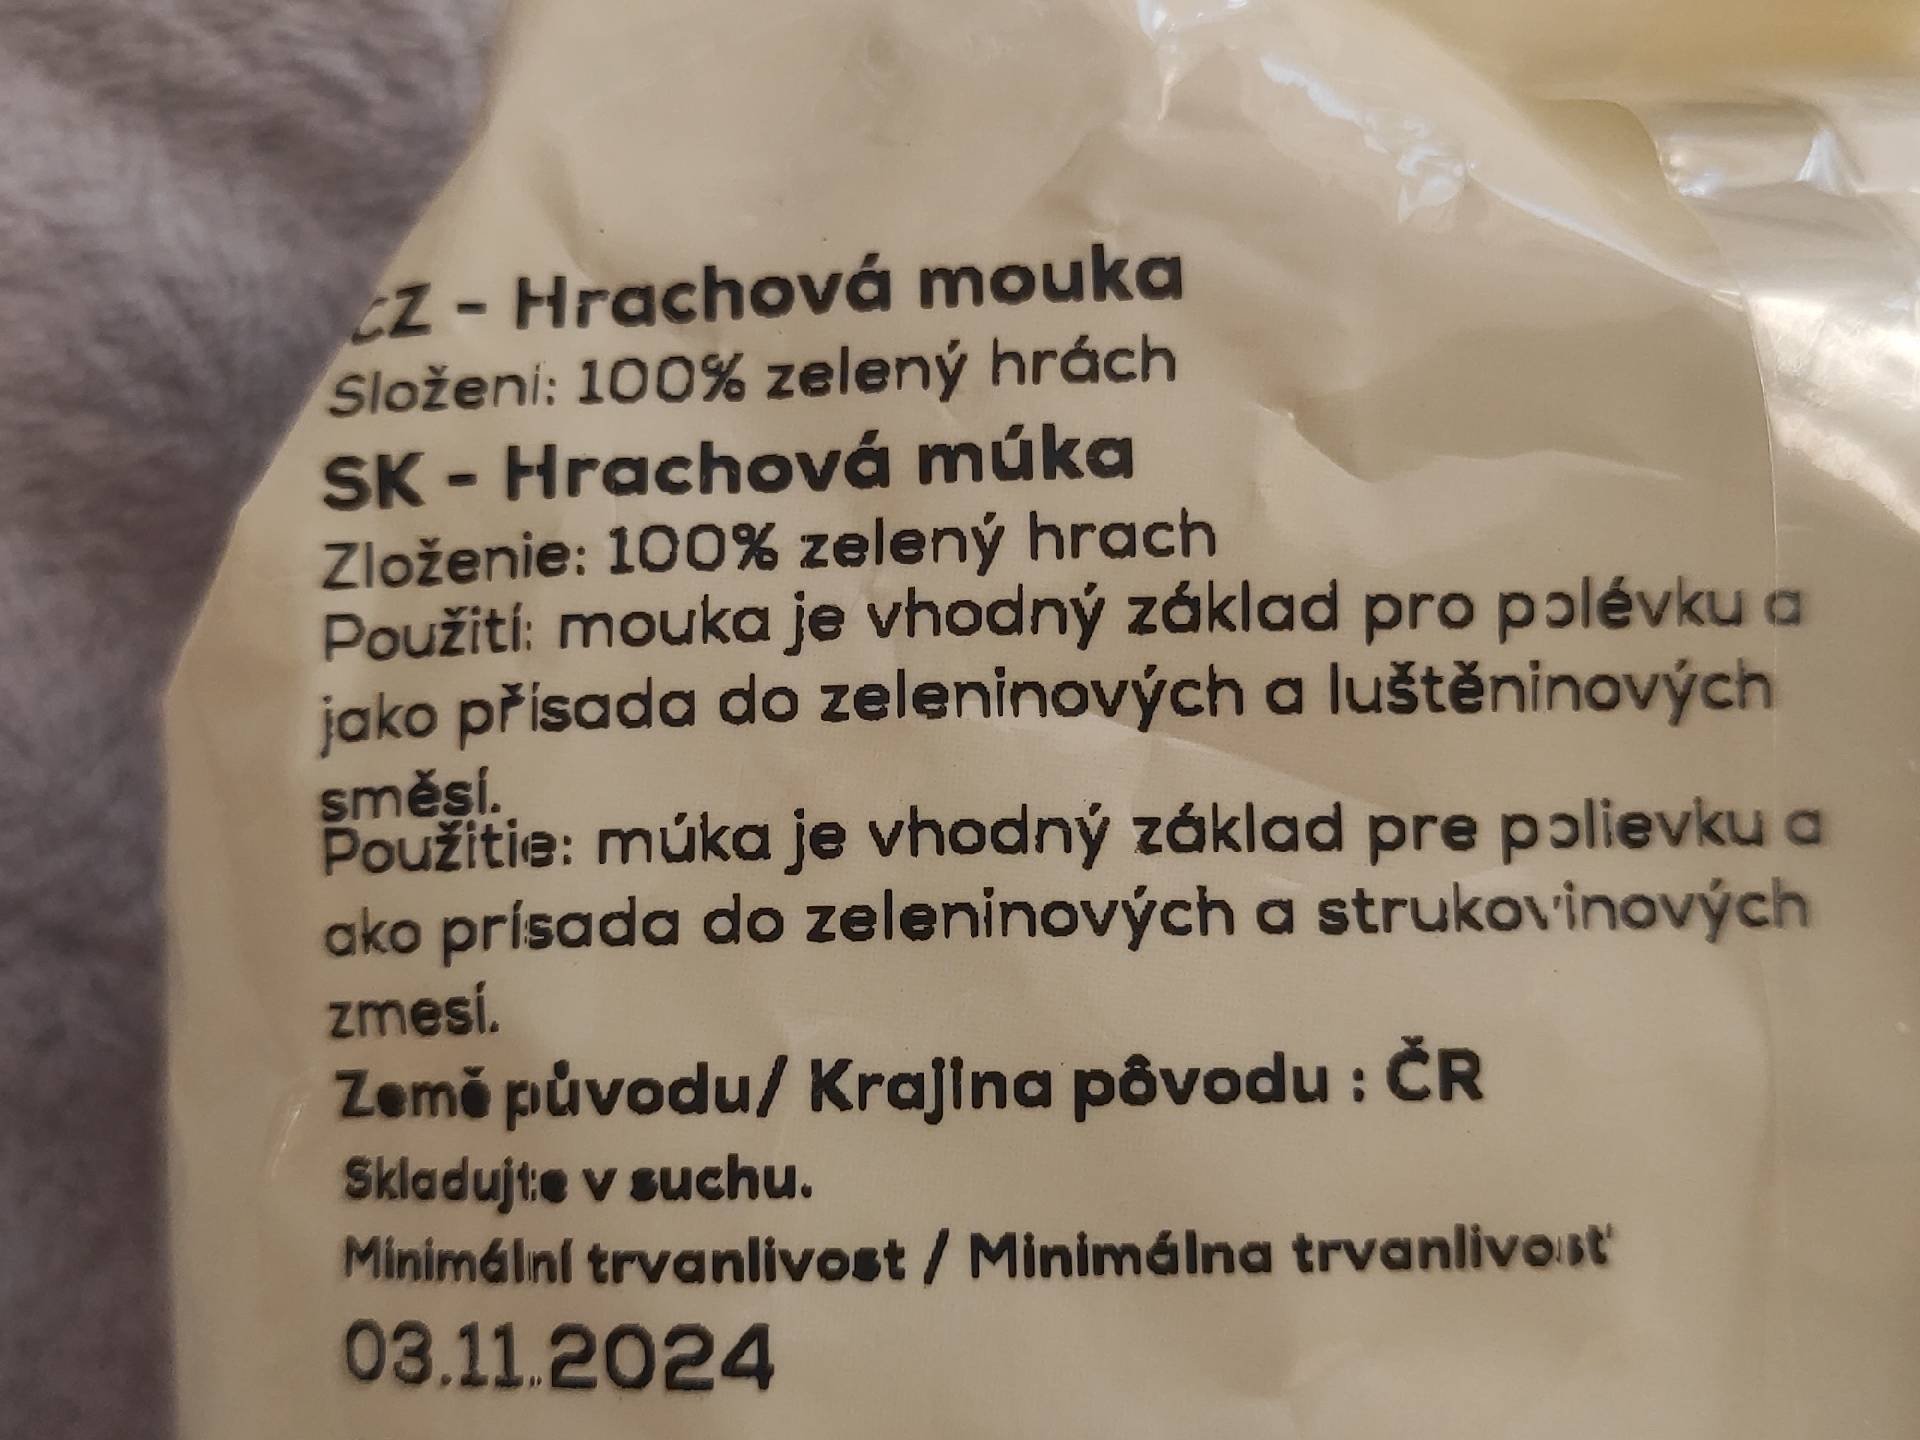 CZ - Hrachová mouka
Složení: 100% zelený hrách
SK - Hrachová múka
Zloženie: 100% zelený hrach
Použití: mouka je vhodný základ pro polévku a
jako přísada do zeleninových a luštěninových
směsí.
Použitie: múka je vhodný základ pre polievku a
ako prísada do zeleninových a strukovinových
zmesí.
Země původu/ Krajina pôvodu : ČR
Skladujte v suchu.
Minimální trvanlivost / Minimálna trvanlivosť
03.11.2024